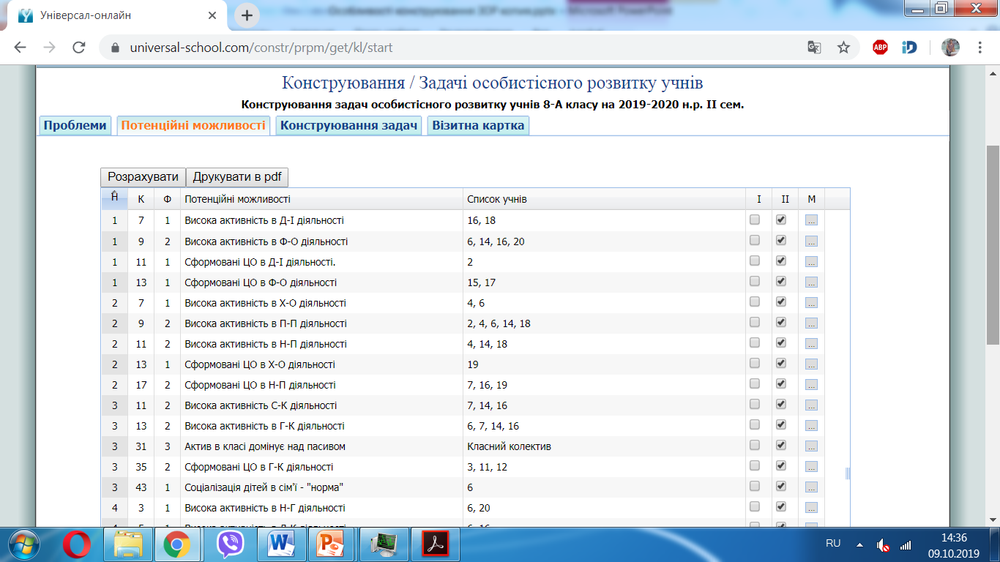 Універсал-онлайн
universal-school.com/constr/prpm/get/kl/start
Конструювання / Задачі особистісного розвитку учнів
Конструювання задач особистісного розвитку учнів 8-А класу на 2019-2020 н.р. II сем.
Проблеми Потенційні можливості Конструювання задач Візитна картка
Розрахувати Друкувати в pdf
Н К Ф Потенційні можливості Список учнів І ІІ М
1 7 1 Висока активність в Д-І діяльності 16, 18 ...
1 9 2 Висока активність в Ф-О діяльності 6, 14, 16, 20 ...
1 11 1 Сформовані ЦО в Д-І діяльності. 2 ...
1 13 1 Сформовані ЦО в Ф-О діяльності 15, 17 ...
2 7 1 Висока активність в Х-О діяльності 4, 6 ...
2 9 2 Висока активність в П-П діяльності 2, 4, 6, 14, 18 ...
2 11 2 Висока активність в Н-П діяльності 4, 14, 18 ...
2 13 1 Сформовані ЦО в Х-О діяльності 19 ...
2 17 2 Сформовані ЦО в Н-П діяльності 7, 16, 19 ...
3 11 2 Висока активність С-К діяльності 7, 14, 16 ...
3 13 2 Висока активність в Г-К діяльності 6, 7, 14, 16 ...
3 31 3 Актив в класі домінує над пасивом Класний колектив ...
3 35 2 Сформовані ЦО в Г-К діяльності 3, 11, 12 ...
3 43 1 Соціалізація дітей в сім'ї - "норма" 6 ...
4 3 1 Висока активність в Н-Г діяльності 6, 20 ...
RU 14:36
09.10.2019